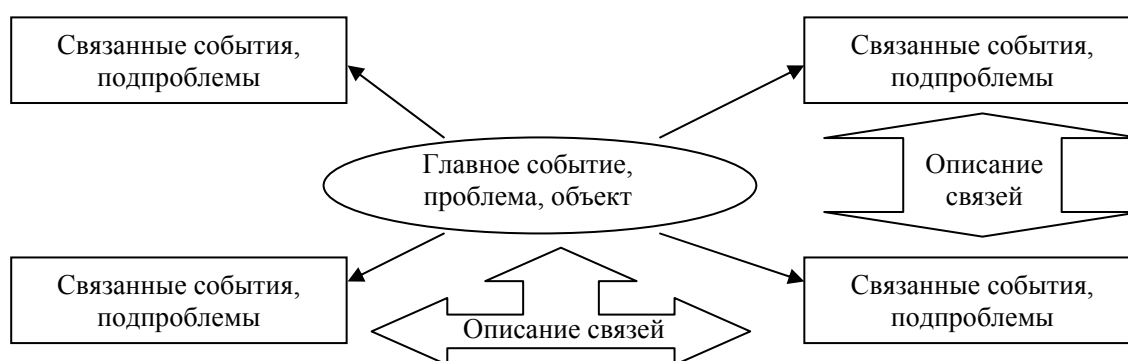 Связанные события,
подпроблемы
Связанные события,
подпроблемы
Главное событие,
проблема, объект
Описание
связей
Связанные события,
подпроблемы
Описание связей
Связанные события,
подпроблемы